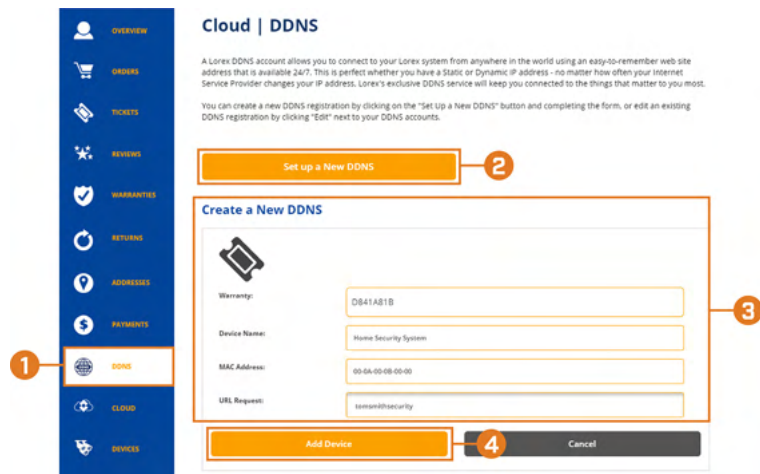 Cloud | DDNS
OVERVIEW
ORDERS
TICKETS
REVIEWS
WARRANTIES
RETURNS
ADDRESSES
PAYMENTS
1
DDNS
CLOUD
DEVICES
A Lorex DDNS account allows you to connect to your Lorex system from anywhere in the world using an easy-to-remember web site
address that is available 24/7. This is perfect whether you have a Static or Dynamic IP address - no matter how often your Internet
Service Provider changes your IP address. Lorex's exclusive DDNS service will keep you connected to the things that matter to you most.
You can create a new DDNS registration by clicking on the "Set Up a New DDNS" button and completing the form, or edit an existing
DDNS registration by clicking "Edit" next to your DDNS accounts.
Set up a New DDNS
2
Create a New DDNS
3
Warranty:
D841A81B
Device Name:
Home Security System
MAC Address:
00-0A-00-0B-00-00
URL Request:
tomsmithsecurity
Add Device
4
Cancel